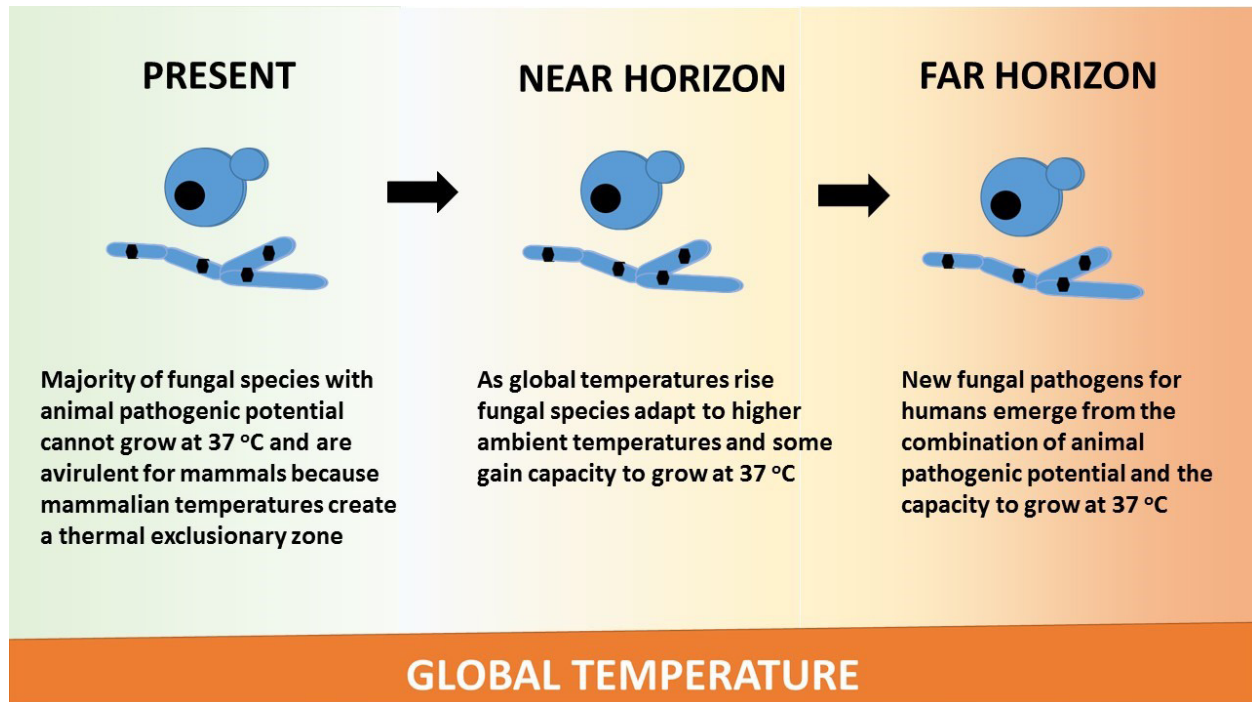 PRESENT
Majority of fungal species with
animal pathogenic potential
cannot grow at 37 ºC and are
avirulent for mammals because
mammalian temperatures create
a thermal exclusionary zone
NEAR HORIZON
As global temperatures rise
fungal species adapt to higher
ambient temperatures and some
gain capacity to grow at 37 ºC
FAR HORIZON
New fungal pathogens for
humans emerge from the
combination of animal
pathogenic potential and the
capacity to grow at 37 ºC
GLOBAL TEMPERATURE